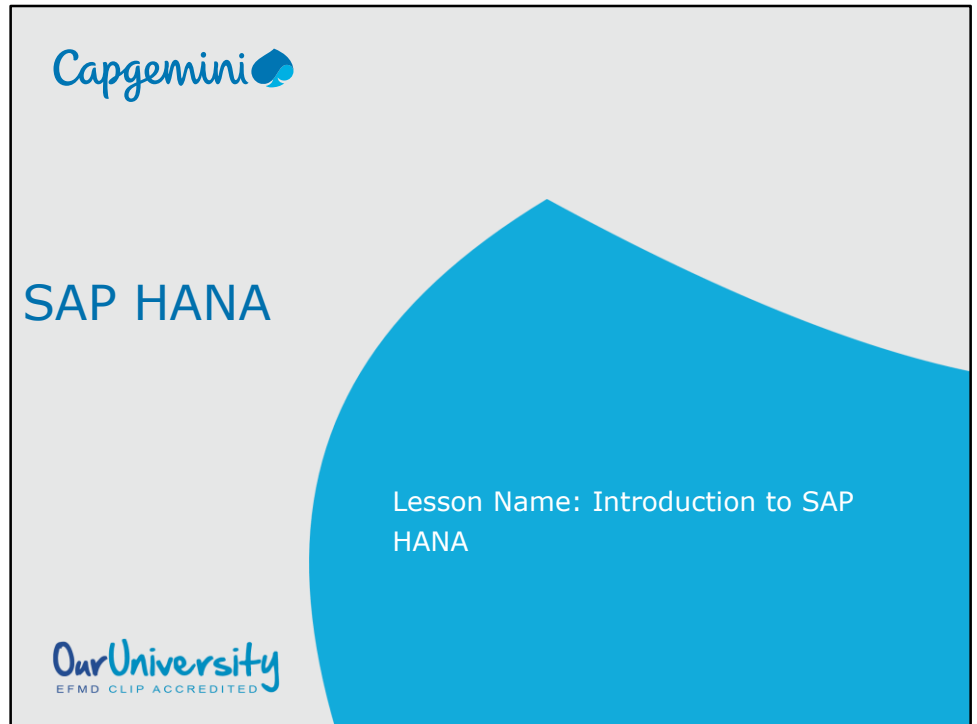 Capgemini
SAP HANA
Lesson Name: Introduction to SAP
HANA
OurUniversity
EFMD CLIP ACCREDITED